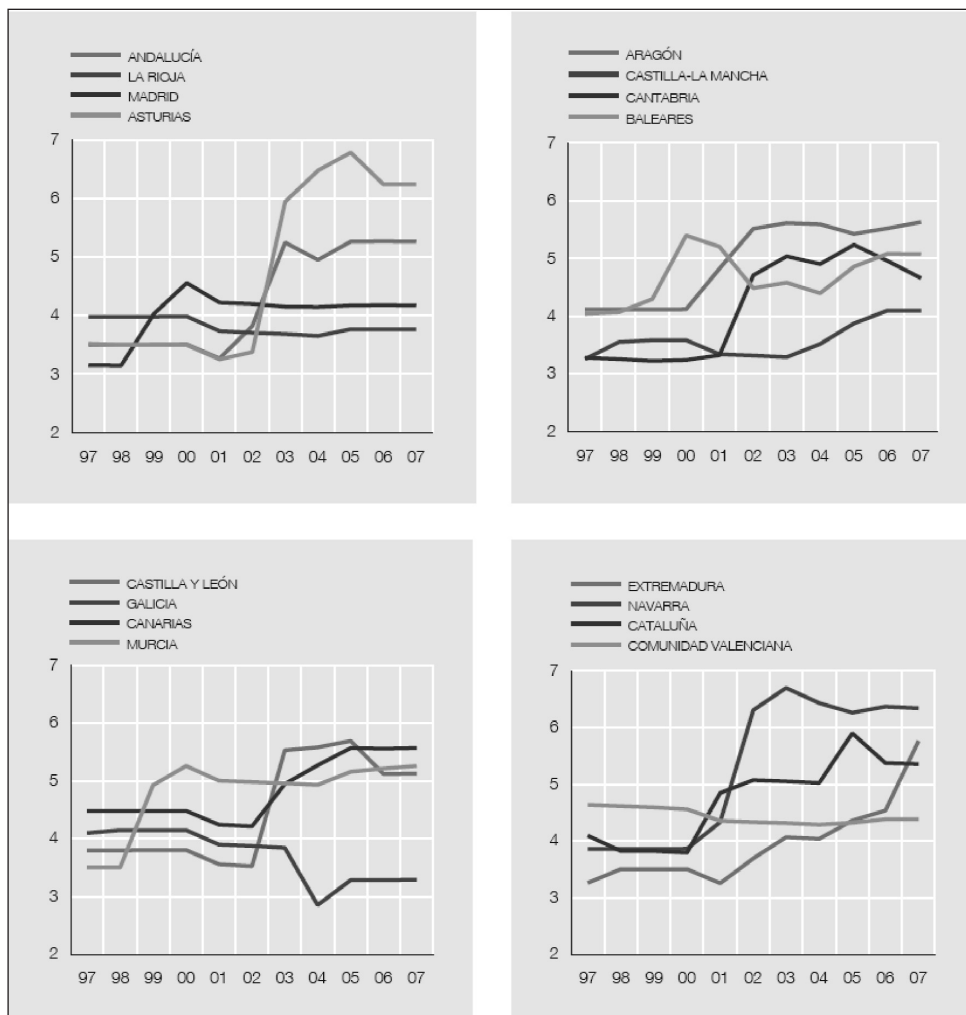 ANDALUCÍA
LA RIOJA
MADRID
ASTURIAS
7
6
5
4
3
2
97 98 99 00 01 02 03 04 05 06 07
ARAGÓN
CASTILLA-LA MANCHA
CANTABRIA
BALEARES
7
6
5
4
3
2
97 98 99 00 01 02 03 04 05 06 07
CASTILLA Y LEÓN
GALICIA
CANARIAS
MURCIA
7
6
5
4
3
2
97 98 99 00 01 02 03 04 05 06 07
EXTREMADURA
NAVARRA
CATALUÑA
COMUNIDAD VALENCIANA
7
6
5
4
3
2
97 98 99 00 01 02 03 04 05 06 07